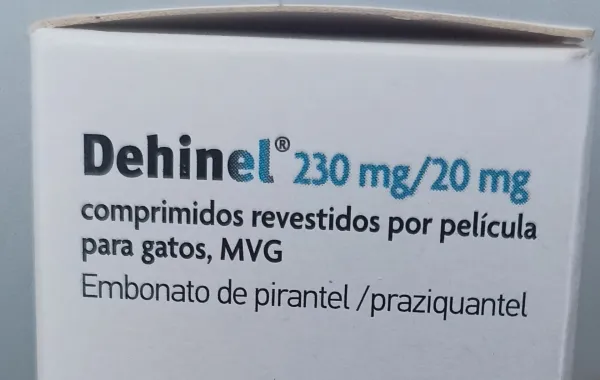 Dehinel® 230 mg/20 mg
comprimidos revestidos por película
para gatos, MVG
Embonato de pirantel /praziquantel